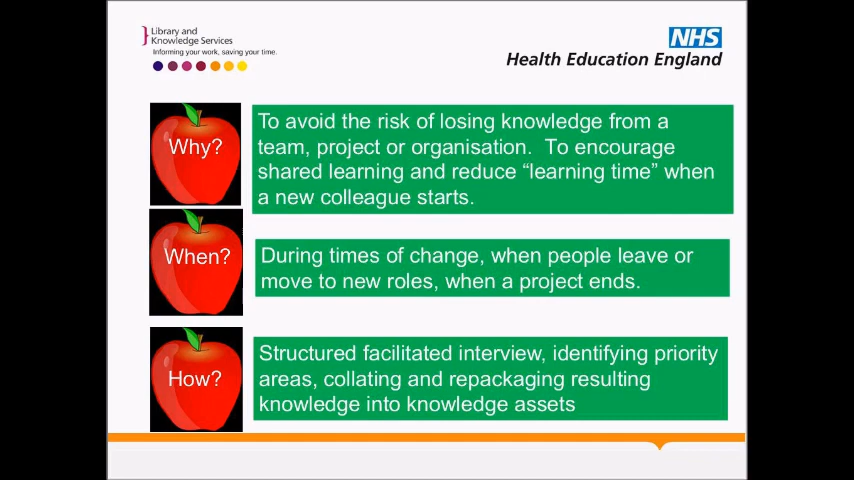 Library and
Knowledge Services
Informing your work, saving your time.
NHS
Health Education England
Why?
To avoid the risk of losing knowledge from a
team, project or organisation.  To encourage
shared learning and reduce “learning time” when
a new colleague starts.
When?
During times of change, when people leave or
move to new roles, when a project ends.
How?
Structured facilitated interview, identifying priority
areas, collating and repackaging resulting
knowledge into knowledge assets